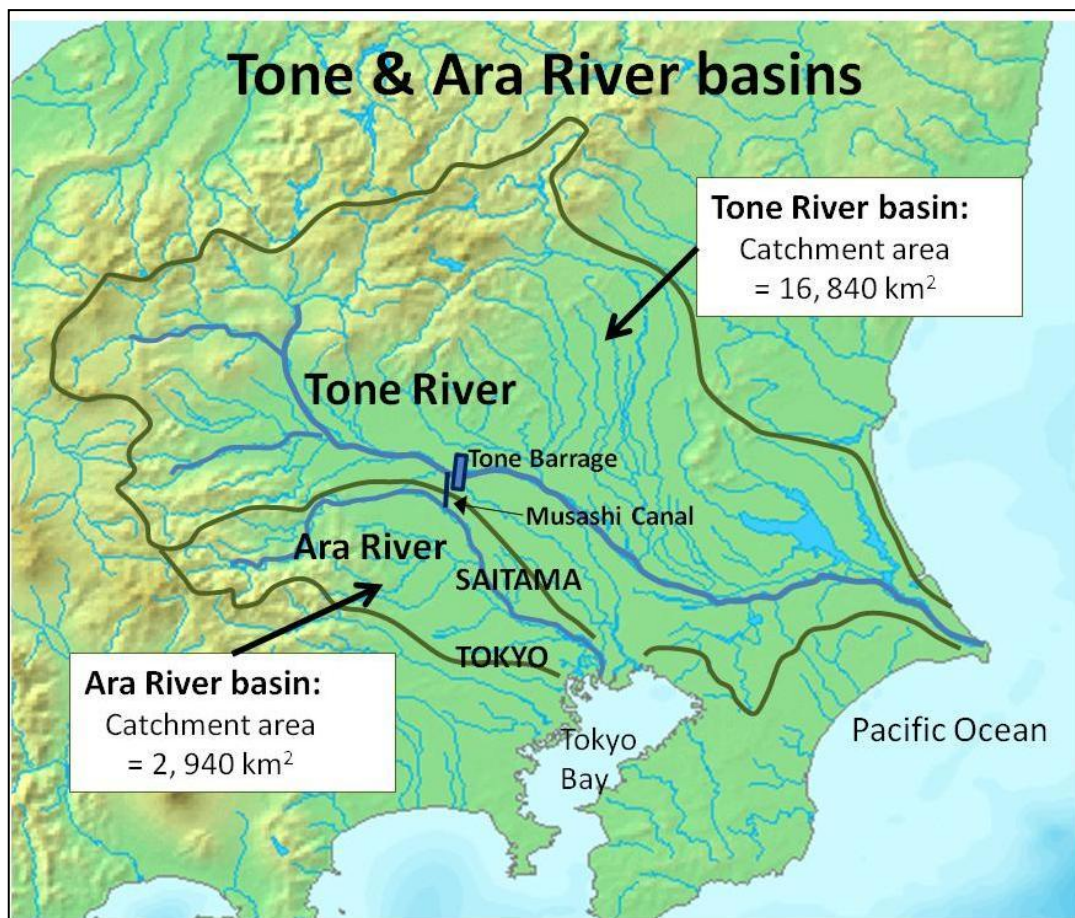 Tone & Ara River basins
Tone River basin:
Catchment area
= 16, 840 km²
Tone River
Tone Barrage
Musashi Canal
Ara River
SAITAMA
TOKYO
Ara River basin:
Catchment area
= 2, 940 km²
Tokyo
Bay
Pacific Ocean